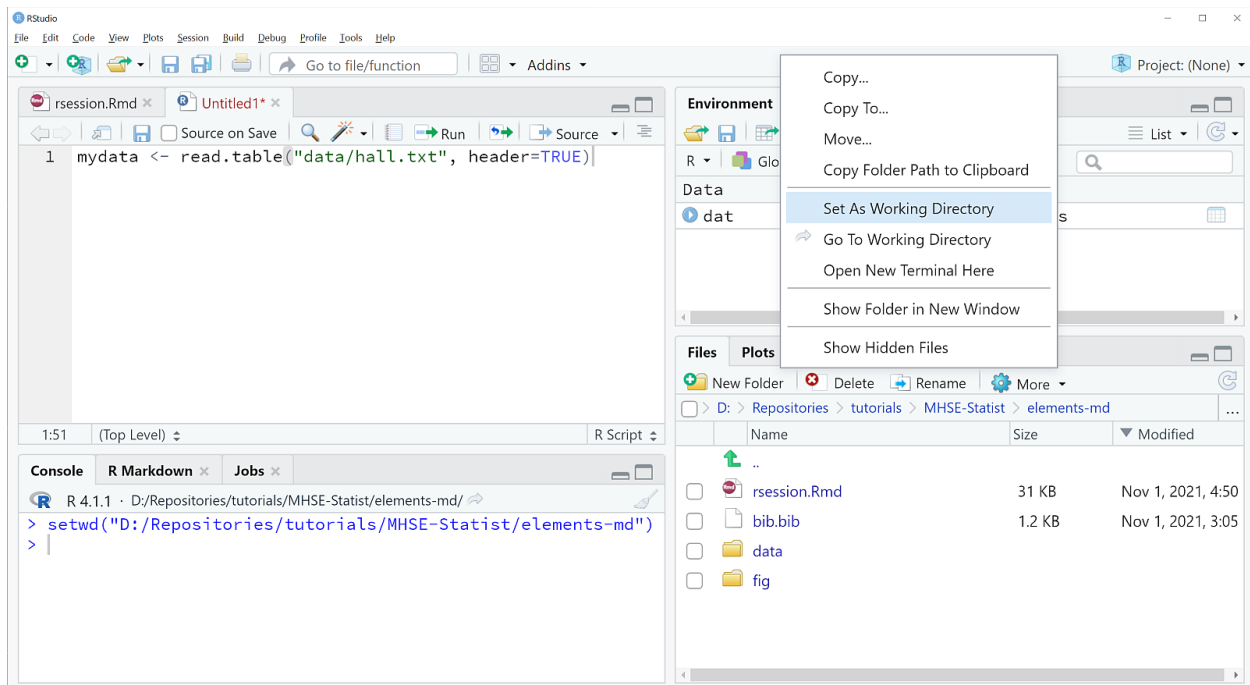 RStudio
File Edit Code View Plots Session Build Debug Profile Tools Help
Go to file/function Addins Project: (None)
rsession.Rmd Untitled1*
Source on Save Run Source
1 mydata <- read.table("data/hall.txt", header=TRUE)
1:51 (Top Level) R Script
Console R Markdown Jobs
R 4.1.1 · D:/Repositories/tutorials/MHSE-Statist/elements-md/
> setwd("D:/Repositories/tutorials/MHSE-Statist/elements-md")
>
Environment
List
R Glo
Data
dat s
Copy...
Copy To...
Move...
Copy Folder Path to Clipboard
Set As Working Directory
Go To Working Directory
Open New Terminal Here
Show Folder in New Window
Show Hidden Files
Files Plots
New Folder Delete Rename More
D: > Repositories > tutorials > MHSE-Statist > elements-md ...
Name Size Modified
..
rsession.Rmd 31 KB Nov 1, 2021, 4:50
bib.bib 1.2 KB Nov 1, 2021, 3:05
data
fig